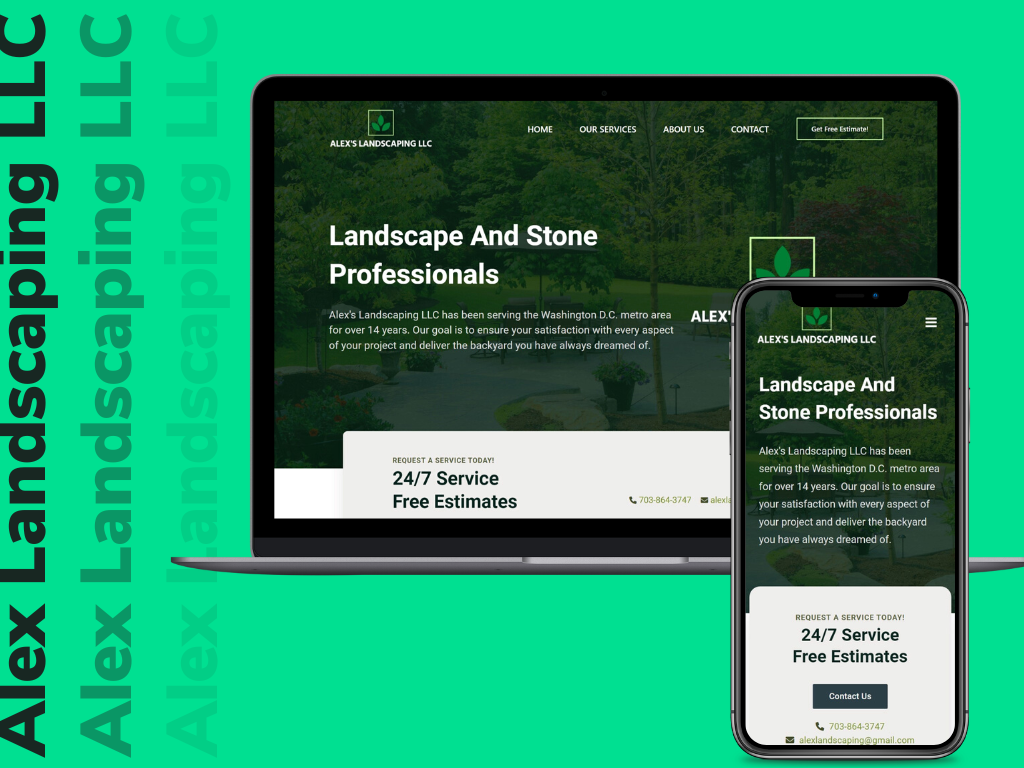 Alex Landscaping LLC
Alex Landscaping LLC
Alex Landscaping LLC
ALEX'S LANDSCAPING LLC
HOME
OUR SERVICES
ABOUT US
CONTACT
Get Free Estimate!
Landscape And Stone
Professionals
Alex's Landscaping LLC has been serving the Washington D.C. metro area
for over 14 years. Our goal is to ensure your satisfaction with every aspect
of your project and deliver the backyard you have always dreamed of.
ALEX'
REQUEST A SERVICE TODAY!
24/7 Service
Free Estimates
703-864-3747
alexla
ALEX'S LANDSCAPING LLC
Landscape And
Stone Professionals
Alex's Landscaping LLC has been
serving the Washington D.C. metro area
for over 14 years. Our goal is to ensure
your satisfaction with every aspect of
your project and deliver the backyard
you have always dreamed of.
REQUEST A SERVICE TODAY!
24/7 Service
Free Estimates
Contact Us
703-864-3747
alexlandscaping@gmail.com